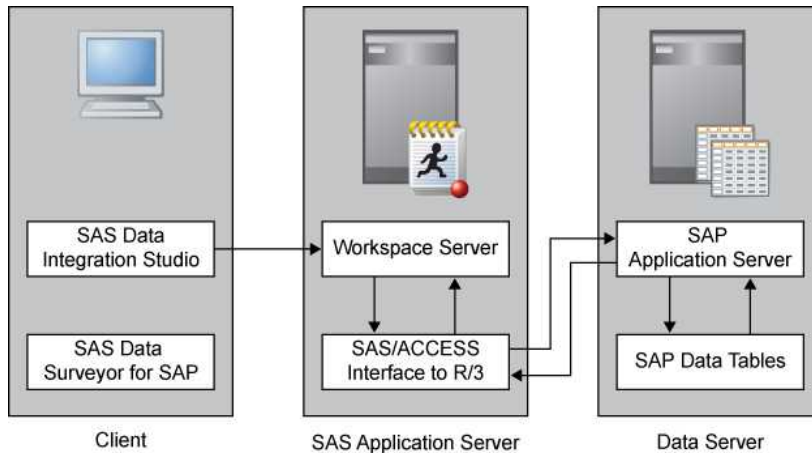 SAS Data
Integration Studio
SAS Data
Surveyor for SAP
Client
Workspace Server
SAS/ACCESS
Interface to R/3
SAS Application Server
SAP
Application Server
SAP Data Tables
Data Server